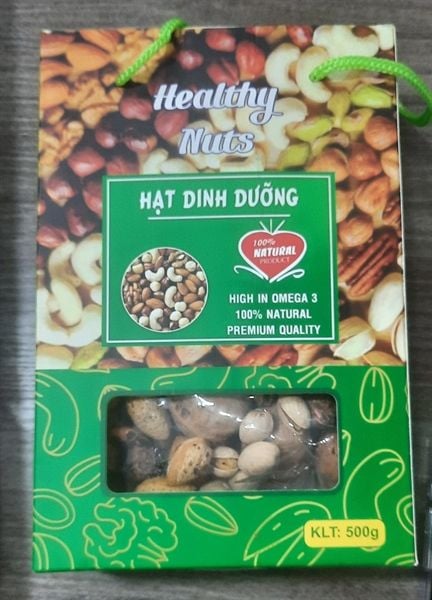 Healthy
Nuts
HẠT DINH DƯỠNG
100%
NATURAL
PRODUCT
HIGH IN OMEGA 3
100% NATURAL
PREMIUM QUALITY
KLT: 500g